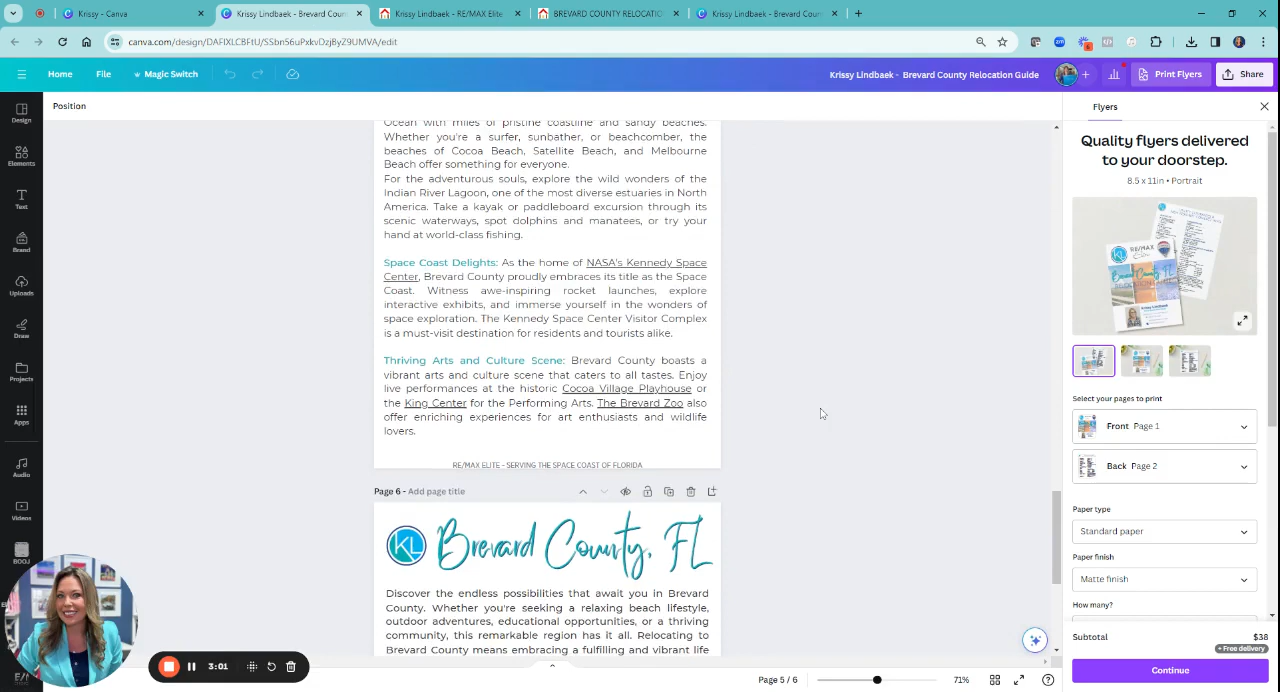 Krissy - Canva
Krissy Lindbaek - Brevard Coun
Krissy Lindbaek - RE/MAX Elite
BREVARD COUNTY RELOCATIO
Krissy Lindbaek - Brevard Coun
canva.com/design/DAFlXLCBFtU/SSbn56uPxkvDzjByZ9UMVA/edit
Home
File
Magic Switch
Krissy Lindbaek - Brevard County Relocation Guide
Print Flyers
Share
Position
Design
Elements
Text
Brand
Uploads
Draw
Projects
Apps
Audio
Videos
BOOJ
Ocean with miles of pristine coastline and sandy beaches.
Whether you're a surfer, sunbather, or beachcomber, the
beaches of Cocoa Beach, Satellite Beach, and Melbourne
Beach offer something for everyone.
For the adventurous souls, explore the wild wonders of the
Indian River Lagoon, one of the most diverse estuaries in North
America. Take a kayak or paddleboard excursion through its
scenic waterways, spot dolphins and manatees, or try your
hand at world-class fishing.
Space Coast Delights: As the home of NASA's Kennedy Space
Center, Brevard County proudly embraces its title as the Space
Coast. Witness awe-inspiring rocket launches, explore
interactive exhibits, and immerse yourself in the wonders of
space exploration. The Kennedy Space Center Visitor Complex
is a must-visit destination for residents and tourists alike.
Thriving Arts and Culture Scene: Brevard County boasts a
vibrant arts and culture scene that caters to all tastes. Enjoy
live performances at the historic Cocoa Village Playhouse or
the King Center for the Performing Arts. The Brevard Zoo also
offer enriching experiences for art enthusiasts and wildlife
lovers.
RE/MAX ELITE - SERVING THE SPACE COAST OF FLORIDA
Page 6 - Add page title
KL Brevard County, FL
Discover the endless possibilities that await you in Brevard
County. Whether you're seeking a relaxing beach lifestyle,
outdoor adventures, educational opportunities, or a thriving
community, this remarkable region has it all. Relocating to
Brevard County means embracing a fulfilling and vibrant life
Flyers
Quality flyers delivered
to your doorstep.
8.5 x 11in • Portrait
RE/MAX
Brevard County, FL
Select your pages to print
Front Page 1
Back Page 2
Paper type
Standard paper
Paper finish
Matte finish
How many?
Subtotal
$38
+ Free delivery
Continue
3:01
Page 5 / 6
71%